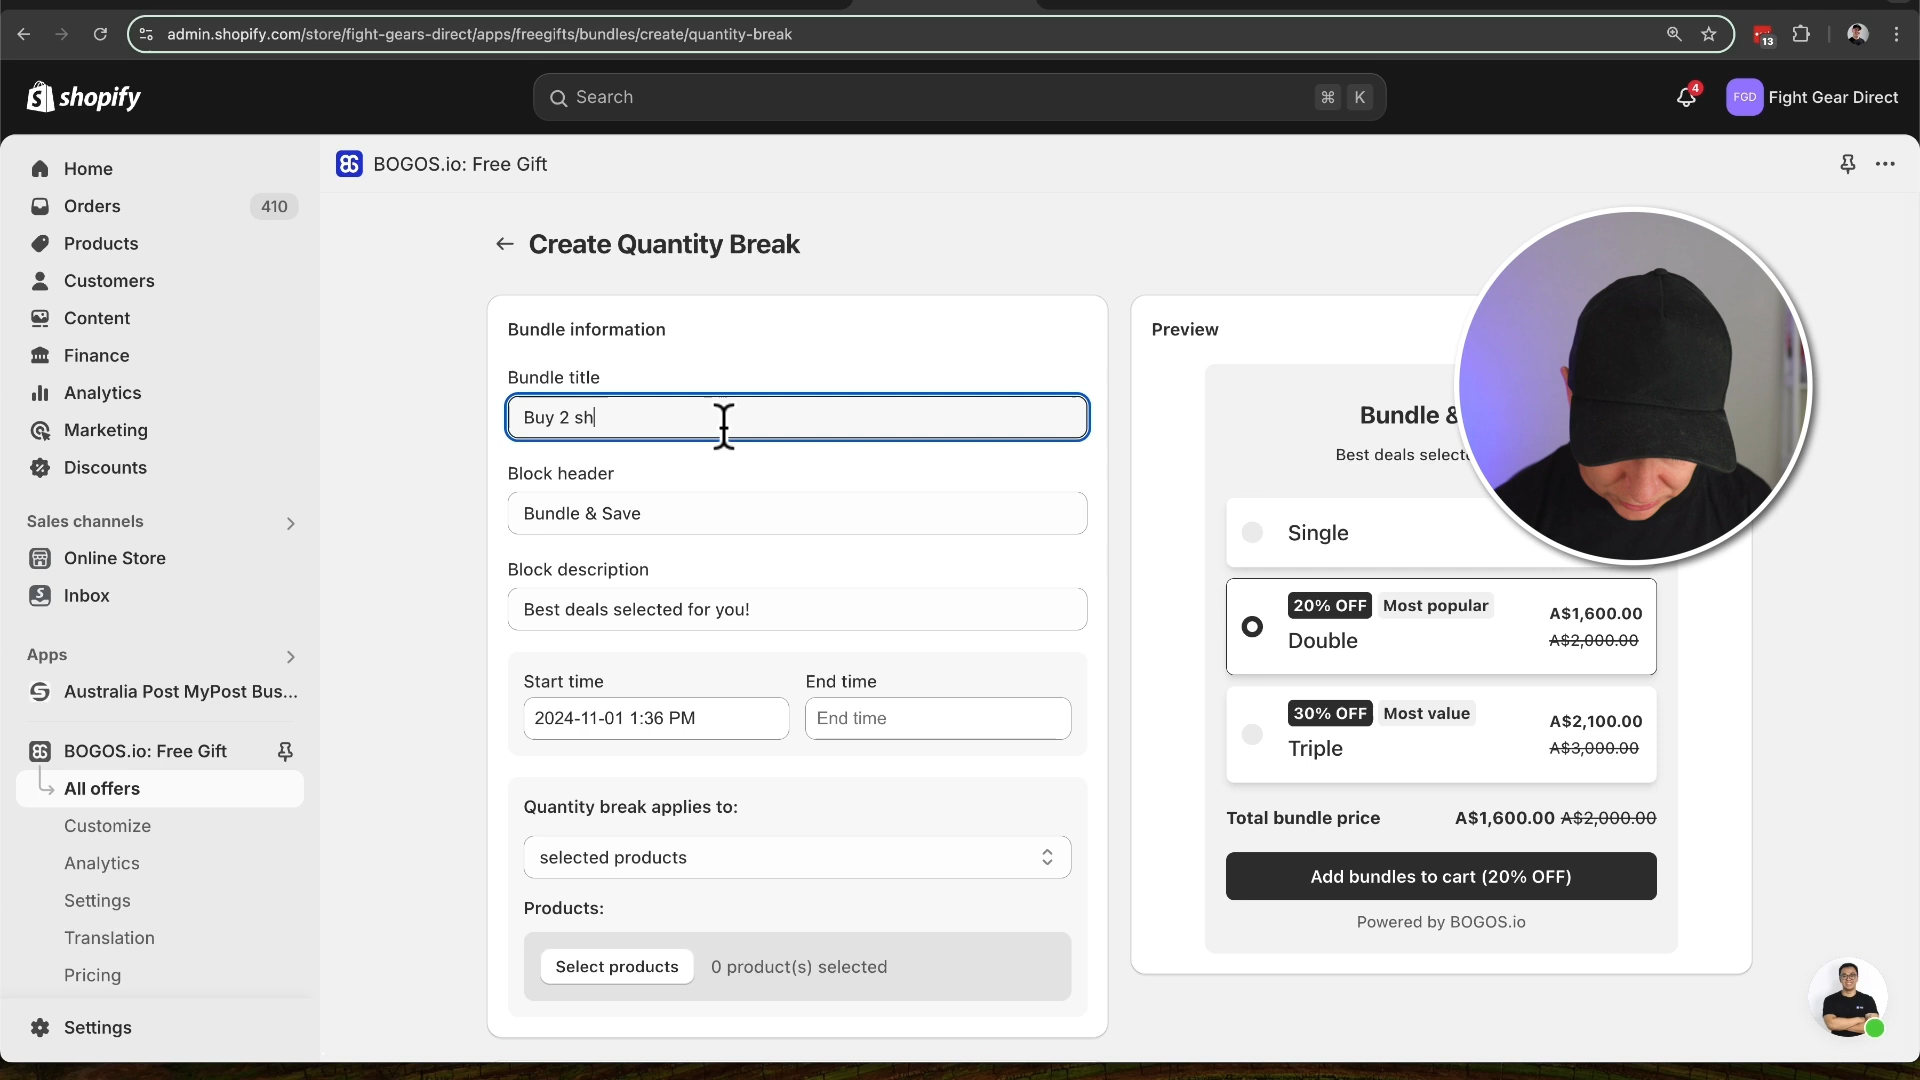 admin.shopify.com/store/fight-gears-direct/apps/freegifts/bundles/create/quantity-break
13
shopify
Search
⌘ K
4
FGD
Fight Gear Direct
Home
Orders
410
Products
Customers
Content
Finance
Analytics
Marketing
Discounts
Sales channels
Online Store
Inbox
Apps
Australia Post MyPost Bus...
BOGOS.io: Free Gift
All offers
Customize
Analytics
Settings
Translation
Pricing
Settings
BOGOS.io: Free Gift
Create Quantity Break
Bundle information
Bundle title
Buy 2 sh
Block header
Bundle & Save
Block description
Best deals selected for you!
Start time
End time
2024-11-01 1:36 PM
End time
Quantity break applies to:
selected products
Products:
Select products
0 product(s) selected
Preview
Bundle &
Best deals selecte
Single
20% OFF
Most popular
A$1,600.00
Double
A$2,000.00
30% OFF
Most value
A$2,100.00
Triple
A$3,000.00
Total bundle price
A$1,600.00 A$2,000.00
Add bundles to cart (20% OFF)
Powered by BOGOS.io